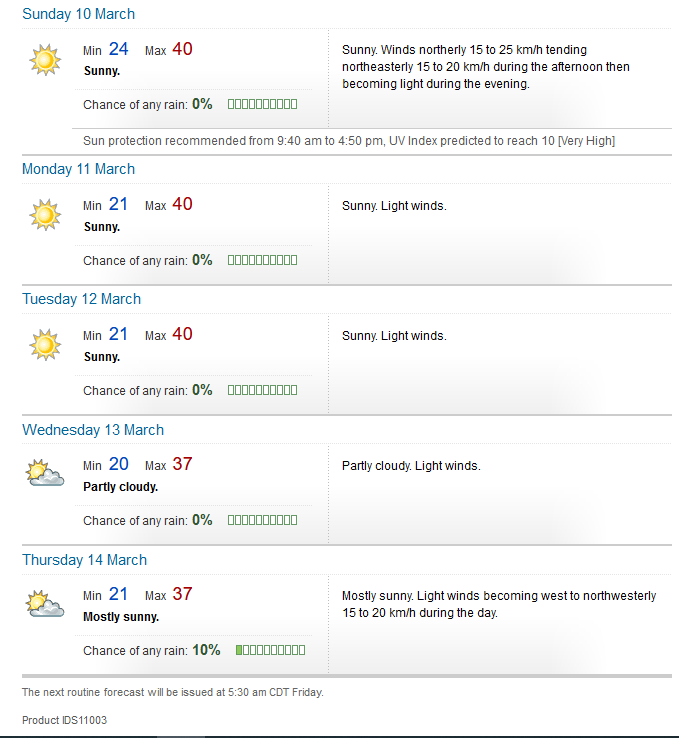 Sunday 10 March
Min 24 Max 40
Sunny.
Chance of any rain: 0%
Sunny. Winds northerly 15 to 25 km/h tending
northeasterly 15 to 20 km/h during the afternoon then
becoming light during the evening.
Sun protection recommended from 9:40 am to 4:50 pm, UV Index predicted to reach 10 [Very High]
Monday 11 March
Min 21 Max 40
Sunny.
Chance of any rain: 0%
Sunny. Light winds.
Tuesday 12 March
Min 21 Max 40
Sunny.
Chance of any rain: 0%
Sunny. Light winds.
Wednesday 13 March
Min 20 Max 37
Partly cloudy.
Chance of any rain: 0%
Partly cloudy. Light winds.
Thursday 14 March
Min 21 Max 37
Mostly sunny.
Chance of any rain: 10%
Mostly sunny. Light winds becoming west to northwesterly
15 to 20 km/h during the day.
The next routine forecast will be issued at 5:30 am CDT Friday.
Product IDS11003